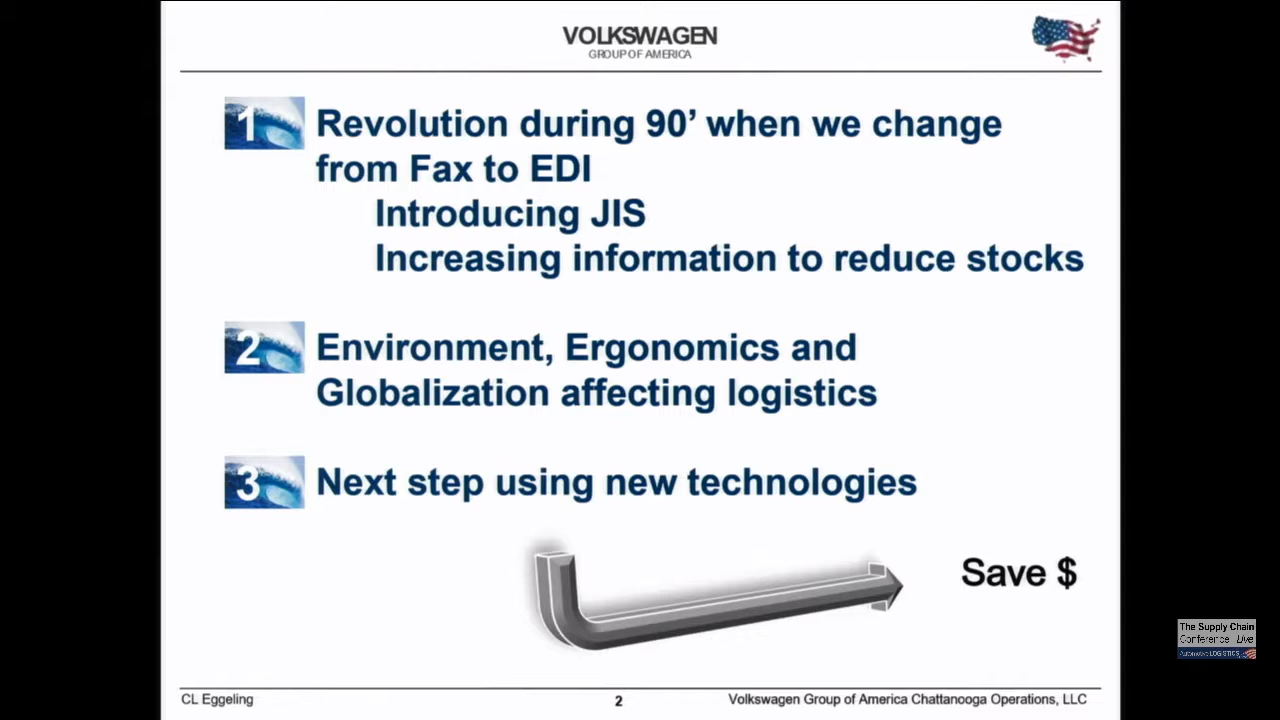 VOLKSWAGEN
GROUP OF AMERICA
1 Revolution during 90’ when we change
from Fax to EDI
Introducing JIS
Increasing information to reduce stocks
2 Environment, Ergonomics and
Globalization affecting logistics
3 Next step using new technologies
Save $
The Supply Chain
Conference Live
Automotive LOGISTICS
CL Eggeling
2
Volkswagen Group of America Chattanooga Operations, LLC